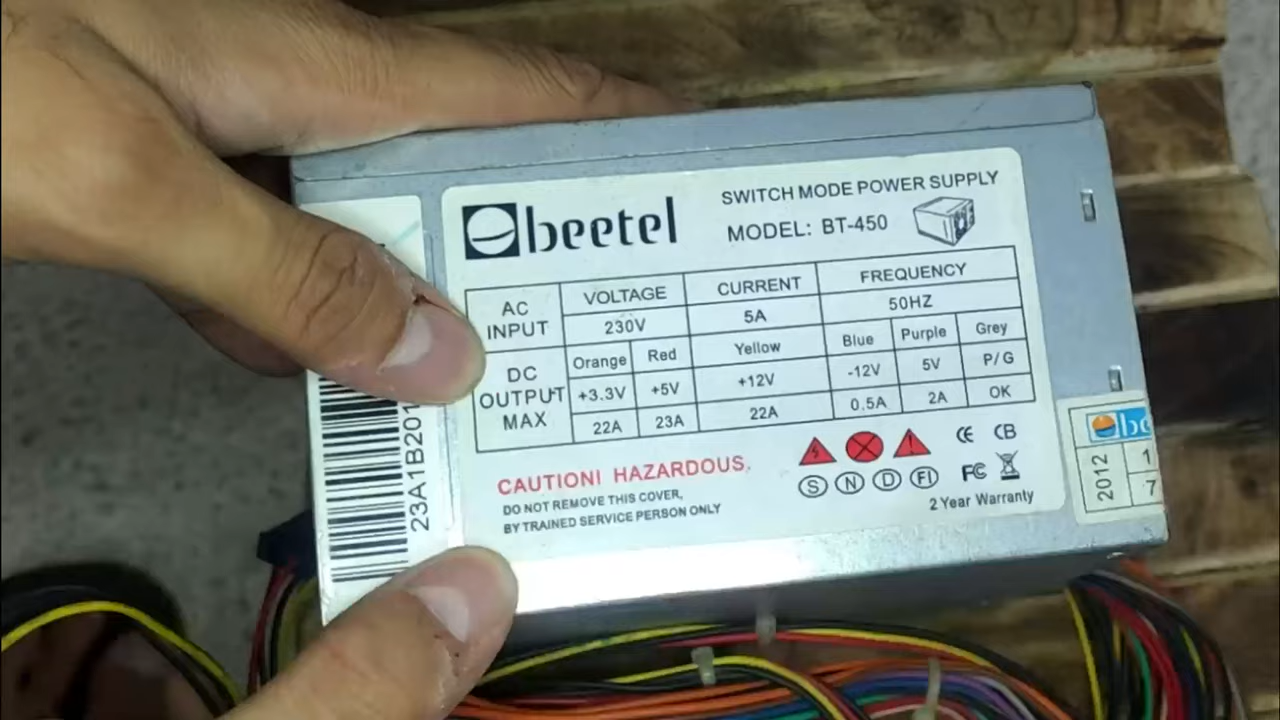 beetel
SWITCH MODE POWER SUPPLY
MODEL: BT-450
AC INPUT VOLTAGE CURRENT FREQUENCY
230V 5A 50HZ
DC OUTPUT MAX Orange Red Yellow Blue Purple Grey
+3.3V +5V +12V -12V 5V P/G
22A 23A 22A 0.5A 2A OK
CAUTIONI HAZARDOUS.
DO NOT REMOVE THIS COVER,
BY TRAINED SERVICE PERSON ONLY
CE CB
S N D FI FC
2 Year Warranty
23A1B201
2012 1
7